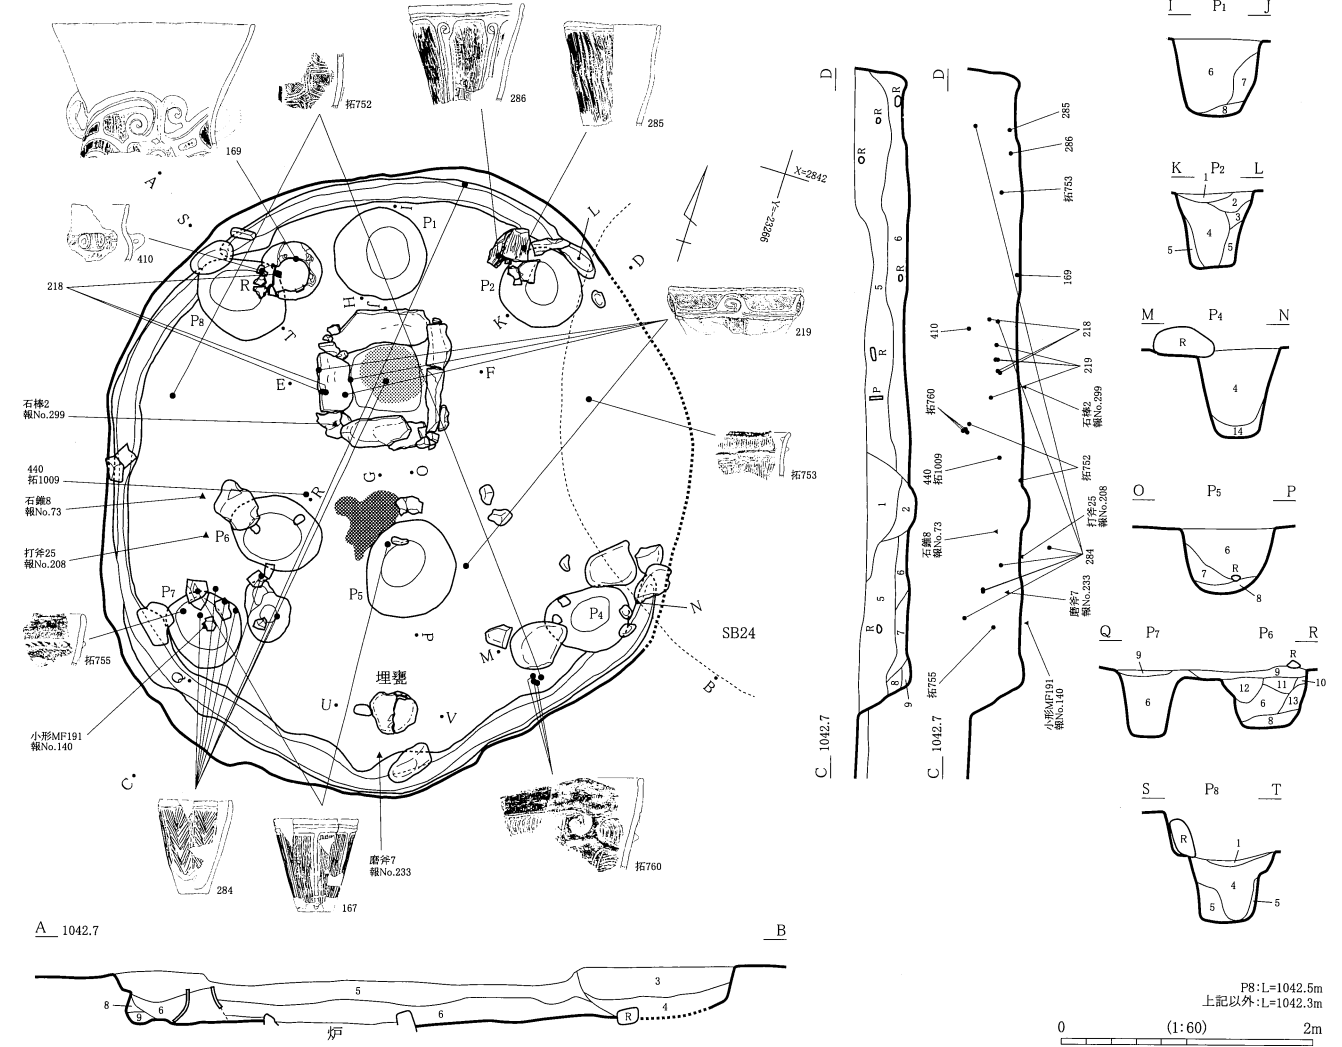 169
拓752
286
285
410
218
219
石棒2
報No.299
440
拓1009
石錐8
報No.73
打斧25
報No.208
拓755
小形MF191
報No.140
284
167
磨斧7
報No.233
拓760
拓753
SB24
埋甕
X=2842
Y=-29266
A
S
I
L
D
R
T
H
J
K
E
F
G
O
R
Q
P
M
N
U
V
B
C
P1
P2
P8
P6
P7
P5
P4
A 1042.7
B
8
9
6
5
6
3
4
R
炉
D
R
R
R
6
R
5
R
P
1
2
6
5
7
R
8
9
C 1042.7
D
285
286
拓753
169
410
218
219
石棒2
報No.299
拓760
440
拓1009
拓752
打斧25
報No.208
石錐8
報No.73
284
磨斧7
報No.233
拓755
小形MF191
報No.140
C 1042.7
I P1 J
6
7
8
K P2 L
1
2
3
4
5
5
M P4 N
R
4
14
O P5 P
6
7
R
8
Q P7 P6 R
9
R
9
10
12
11
6
6
13
8
S P8 T
R
1
4
5
5
P8:L=1042.5m
上記以外:L=1042.3m
0 (1:60) 2m